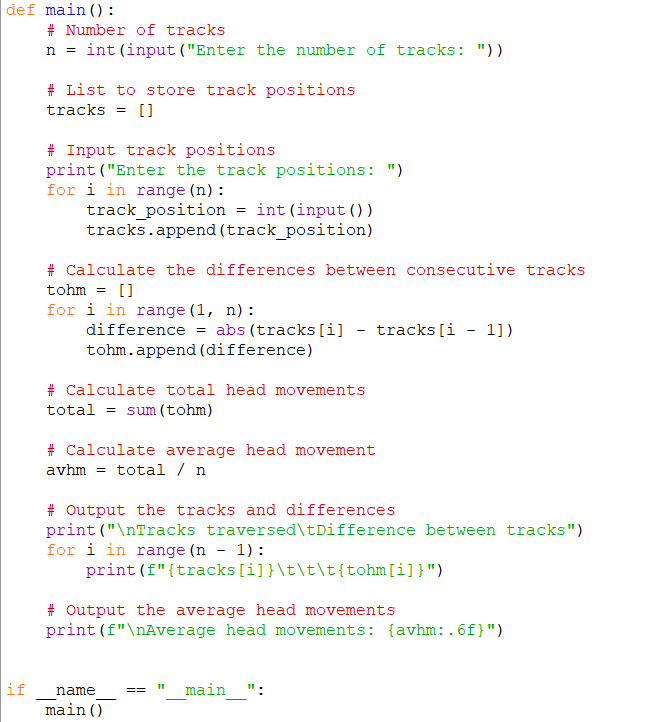 def main():
    # Number of tracks
    n = int(input("Enter the number of tracks: "))

    # List to store track positions
    tracks = []

    # Input track positions
    print("Enter the track positions: ")
    for i in range(n):
        track_position = int(input())
        tracks.append(track_position)

    # Calculate the differences between consecutive tracks
    tohm = []
    for i in range(1, n):
        difference = abs(tracks[i] - tracks[i - 1])
        tohm.append(difference)

    # Calculate total head movements
    total = sum(tohm)

    # Calculate average head movement
    avhm = total / n

    # Output the tracks and differences
    print("\nTracks traversed\tDifference between tracks")
    for i in range(n - 1):
        print(f"{tracks[i]}\t\t\t{tohm[i]}")

    # Output the average head movements
    print(f"\nAverage head movements: {avhm:.6f}")


if __name__ == "__main__":
    main()